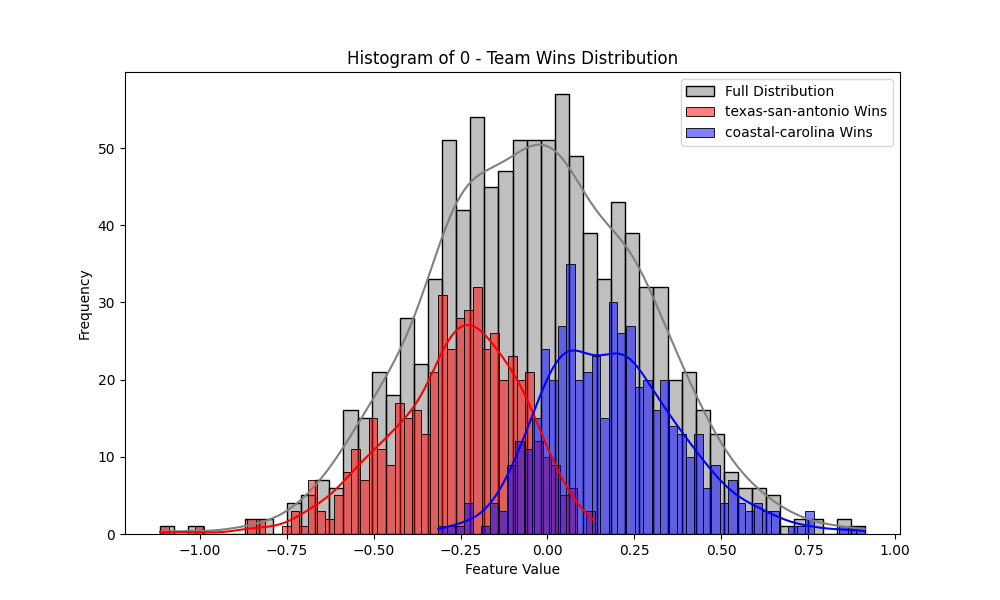 Histogram of 0 - Team Wins Distribution
Full Distribution
texas-san-antonio Wins
coastal-carolina Wins
Frequency
50
40
30
20
10
0
−1.00 −0.75 −0.50 −0.25 0.00 0.25 0.50 0.75 1.00
Feature Value